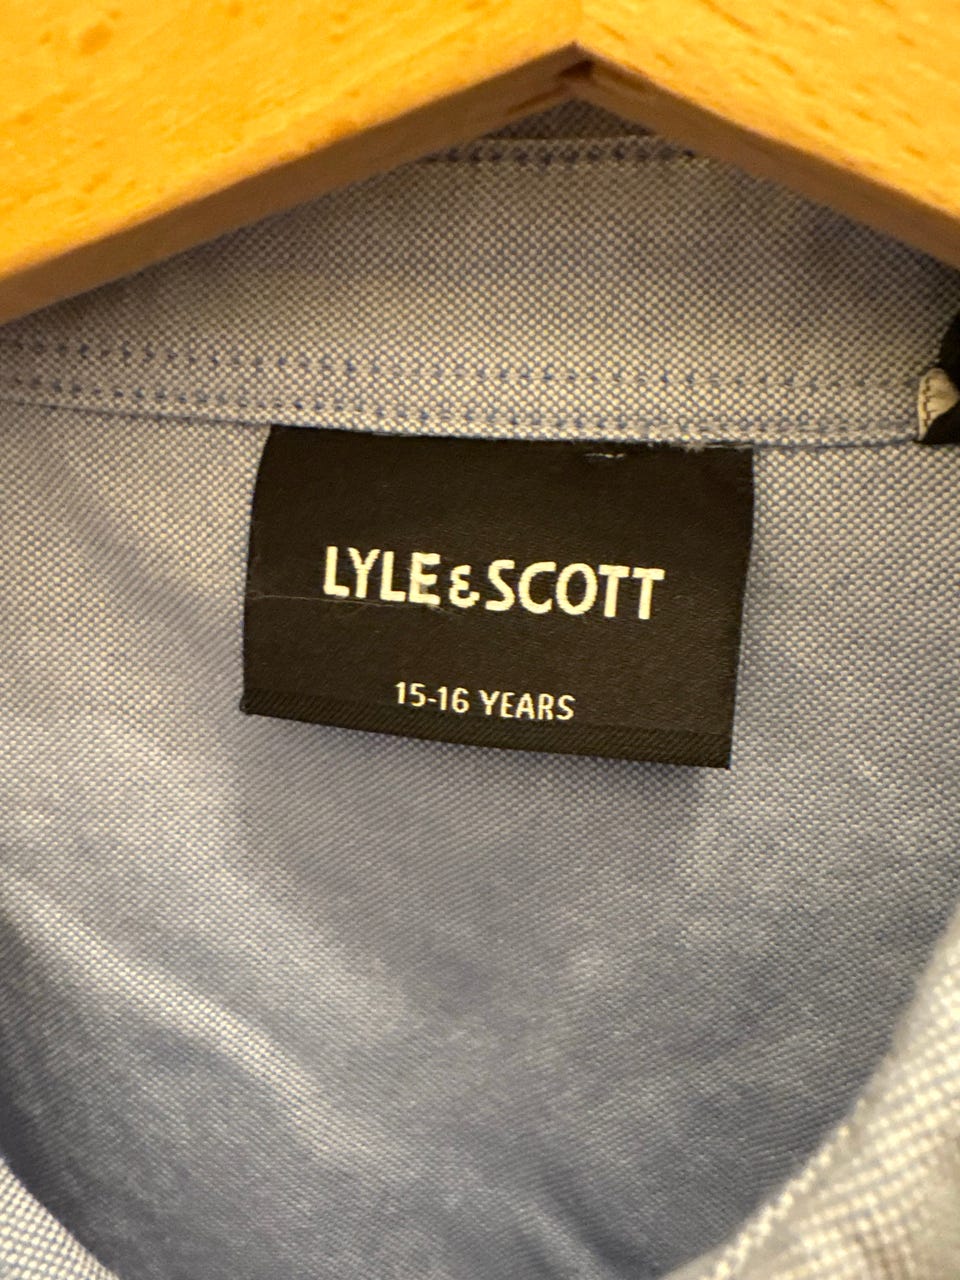 LYLE & SCOTT
15-16 YEARS